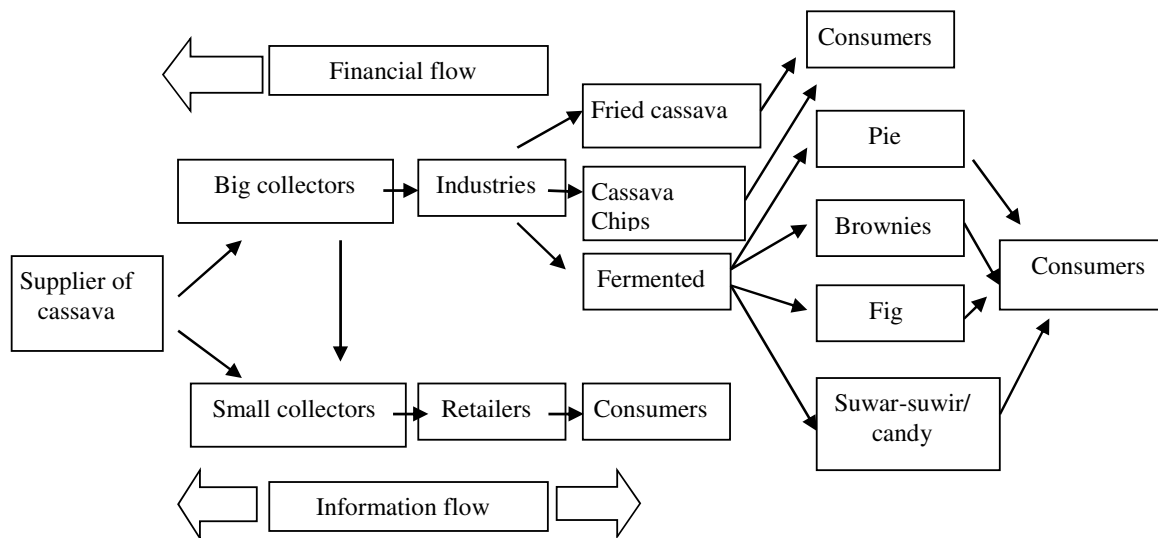 Consumers
Financial flow
Fried cassava
Pie
Big collectors
Industries
Cassava
Chips
Brownies
Supplier of
cassava
Fermented
Consumers
Fig
Small collectors
Retailers
Consumers
Suwar-suwir/
candy
Information flow